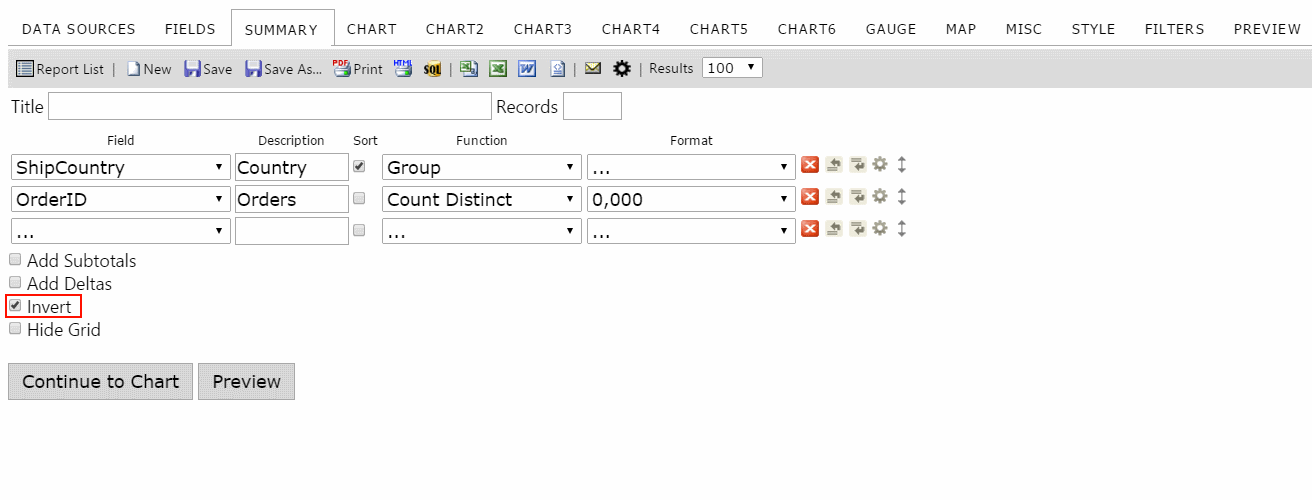 DATA SOURCES FIELDS SUMMARY CHART CHART2 CHART3 CHART4 CHART5 CHART6 GAUGE MAP MISC STYLE FILTERS PREVIEW
Report List | New Save Save As... PDF Print HTML SQL | | Results 100
Title Records
Field Description Sort Function Format
ShipCountry Country Group ...
OrderID Orders Count Distinct 0,000
... ... ...
Add Subtotals
Add Deltas
Invert
Hide Grid
Continue to Chart Preview